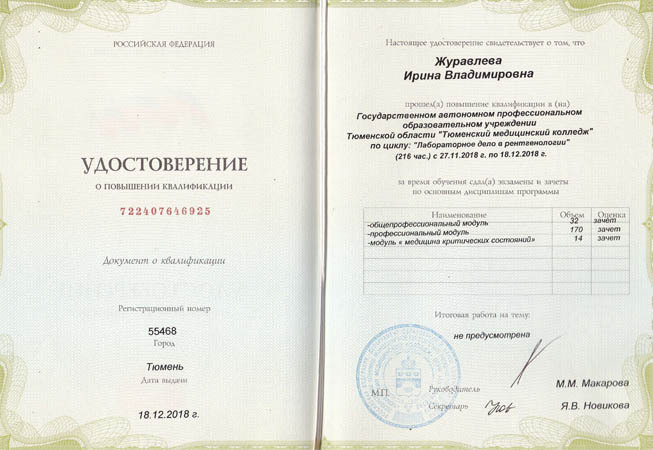 РОССИЙСКАЯ ФЕДЕРАЦИЯ
УДОСТОВЕРЕНИЕ
О ПОВЫШЕНИИ КВАЛИФИКАЦИИ
722407646925
Документ о квалификации
Регистрационный номер
55468
Город
Тюмень
Дата выдачи
18.12.2018 г.
Настоящее удостоверение свидетельствует о том, что
Журавлева
Ирина Владимировна
прошел(а) повышение квалификации в (на)
Государственном автономном профессиональном
образовательном учреждении
Тюменской области "Тюменский медицинский колледж"
по циклу: "Лабораторное дело в рентгенологии"
(216 час.) с 27.11.2018 г. по 18.12.2018 г.
за время обучения сдал(а) экзамены и зачеты
по основным дисциплинам программы
Наименование Объем Оценка
-общепрофессиональный модуль 32 зачет
-профессиональный модуль 170 зачет
-модуль « медицина критических состояний» 14 зачет
Итоговая работа на тему:
не предусмотрена
М.П.
Руководитель М.М. Макарова
Секретарь Я.В. Новикова